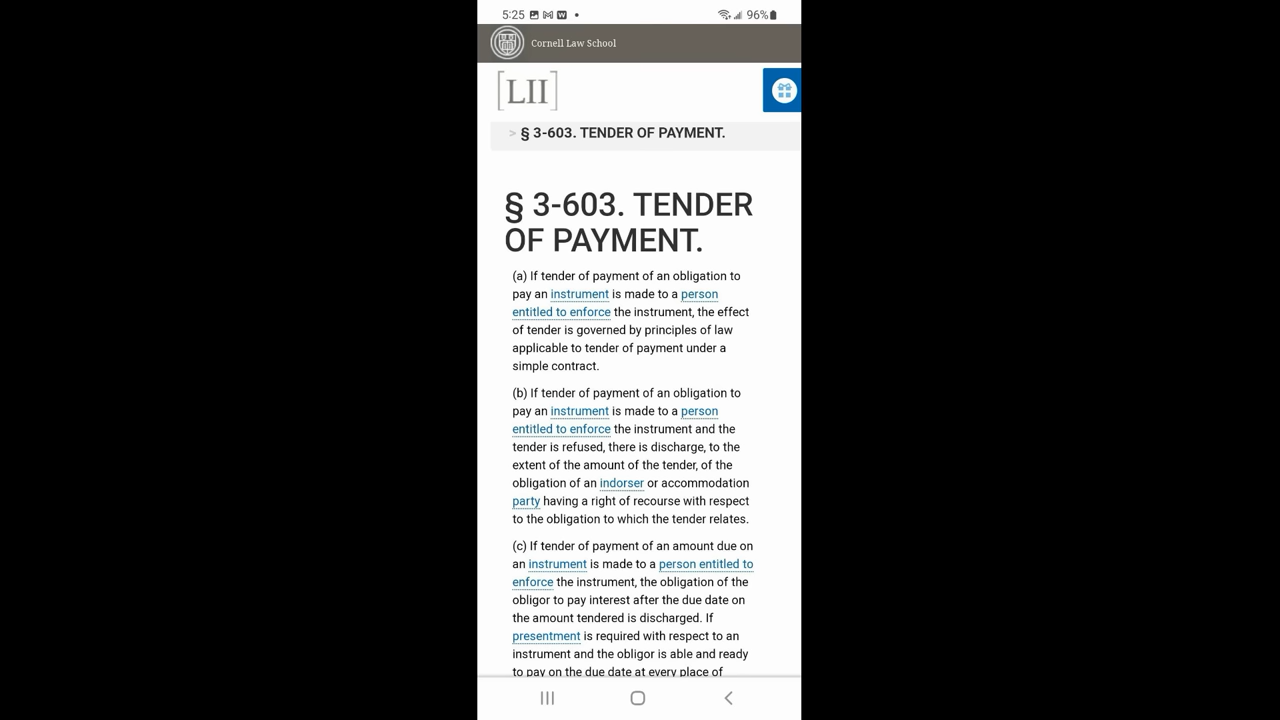 5:25
96%
Cornell Law School
[LII]
> § 3-603. TENDER OF PAYMENT.
§ 3-603. TENDER
OF PAYMENT.
(a) If tender of payment of an obligation to
pay an instrument is made to a person
entitled to enforce the instrument, the effect
of tender is governed by principles of law
applicable to tender of payment under a
simple contract.
(b) If tender of payment of an obligation to
pay an instrument is made to a person
entitled to enforce the instrument and the
tender is refused, there is discharge, to the
extent of the amount of the tender, of the
obligation of an indorser or accommodation
party having a right of recourse with respect
to the obligation to which the tender relates.
(c) If tender of payment of an amount due on
an instrument is made to a person entitled to
enforce the instrument, the obligation of the
obligor to pay interest after the due date on
the amount tendered is discharged. If
presentment is required with respect to an
instrument and the obligor is able and ready
to pay on the due date at every place of